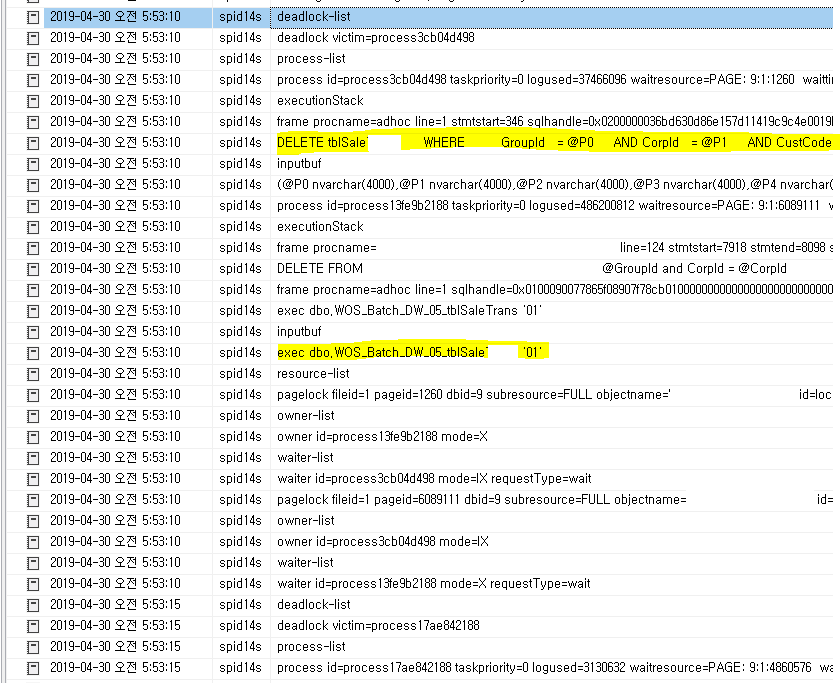 2019-04-30 오전 5:53:10 spid14s deadlock-list
2019-04-30 오전 5:53:10 spid14s deadlock victim=process3cb04d498
2019-04-30 오전 5:53:10 spid14s process-list
2019-04-30 오전 5:53:10 spid14s process id=process3cb04d498 taskpriority=0 logused=37466096 waitresource=PAGE: 9:1:1260
2019-04-30 오전 5:53:10 spid14s executionStack
2019-04-30 오전 5:53:10 spid14s frame procname=adhoc line=1 stmtstart=346
2019-04-30 오전 5:53:10 spid14s DELETE tblSale WHERE GroupId = @P0 AND CorpId = @P1 AND CustCode
2019-04-30 오전 5:53:10 spid14s inputbuf
2019-04-30 오전 5:53:10 spid14s (@P0 nvarchar(4000),@P1 nvarchar(4000),@P2 nvarchar(4000),@P3 nvarchar(4000),@P4 nvarchar(
2019-04-30 오전 5:53:10 spid14s process id=process13fe9b2188 taskpriority=0 logused=486200812 waitresource=PAGE: 9:1:6089111
2019-04-30 오전 5:53:10 spid14s executionStack
2019-04-30 오전 5:53:10 spid14s frame procname= line=124 stmtstart=7918 stmtend=8098 s
2019-04-30 오전 5:53:10 spid14s DELETE FROM @GroupId and CorpId = @CorpId
2019-04-30 오전 5:53:10 spid14s frame procname=adhoc line=1
2019-04-30 오전 5:53:10 spid14s exec dbo.WOS_Batch_DW_05_tblSaleTrans '01'
2019-04-30 오전 5:53:10 spid14s inputbuf
2019-04-30 오전 5:53:10 spid14s exec dbo.WOS_Batch_DW_05_tblSale '01'
2019-04-30 오전 5:53:10 spid14s resource-list
2019-04-30 오전 5:53:10 spid14s pagelock fileid=1 pageid=1260 dbid=9 subresource=FULL objectname=' id=loc
2019-04-30 오전 5:53:10 spid14s owner-list
2019-04-30 오전 5:53:10 spid14s owner id=process13fe9b2188 mode=X
2019-04-30 오전 5:53:10 spid14s waiter-list
2019-04-30 오전 5:53:10 spid14s waiter id=process3cb04d498 mode=IX requestType=wait
2019-04-30 오전 5:53:10 spid14s pagelock fileid=1 pageid=6089111 dbid=9 subresource=FULL objectname= id=
2019-04-30 오전 5:53:10 spid14s owner-list
2019-04-30 오전 5:53:10 spid14s owner id=process3cb04d498 mode=IX
2019-04-30 오전 5:53:10 spid14s waiter-list
2019-04-30 오전 5:53:10 spid14s waiter id=process13fe9b2188 mode=X requestType=wait
2019-04-30 오전 5:53:15 spid14s deadlock-list
2019-04-30 오전 5:53:15 spid14s deadlock victim=process17ae842188
2019-04-30 오전 5:53:15 spid14s process-list
2019-04-30 오전 5:53:15 spid14s process id=process17ae842188 taskpriority=0 logused=3130632 waitresource=PAGE: 9:1:4860576 wa